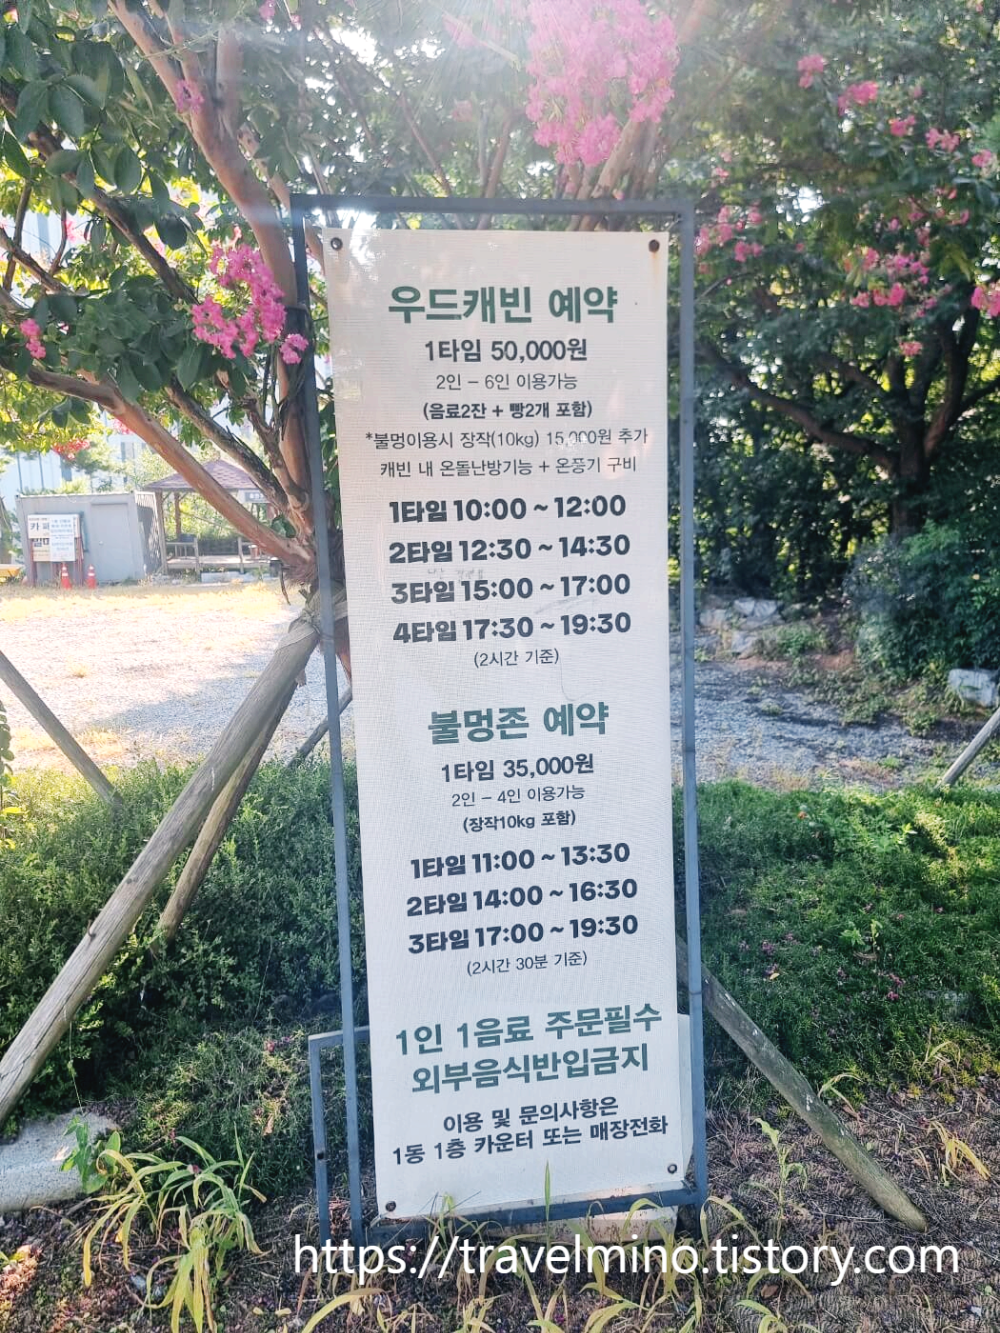 우드캐빈 예약
1타임 50,000원
2인 – 6인 이용가능
(음료2잔 + 빵2개 포함)
*불멍이용시 장작(10kg) 15,000원 추가
캐빈 내 온돌난방기능 + 온풍기 구비
1타임 10:00 ~ 12:00
2타임 12:30 ~ 14:30
3타임 15:00 ~ 17:00
4타임 17:30 ~ 19:30
(2시간 기준)
불멍존 예약
1타임 35,000원
2인 – 4인 이용가능
(장작10kg 포함)
1타임 11:00 ~ 13:30
2타임 14:00 ~ 16:30
3타임 17:00 ~ 19:30
(2시간 30분 기준)
1인 1음료 주문필수
외부음식반입금지
이용 및 문의사항은
1동 1층 카운터 또는 매장전화
https://travelmino.tistory.com